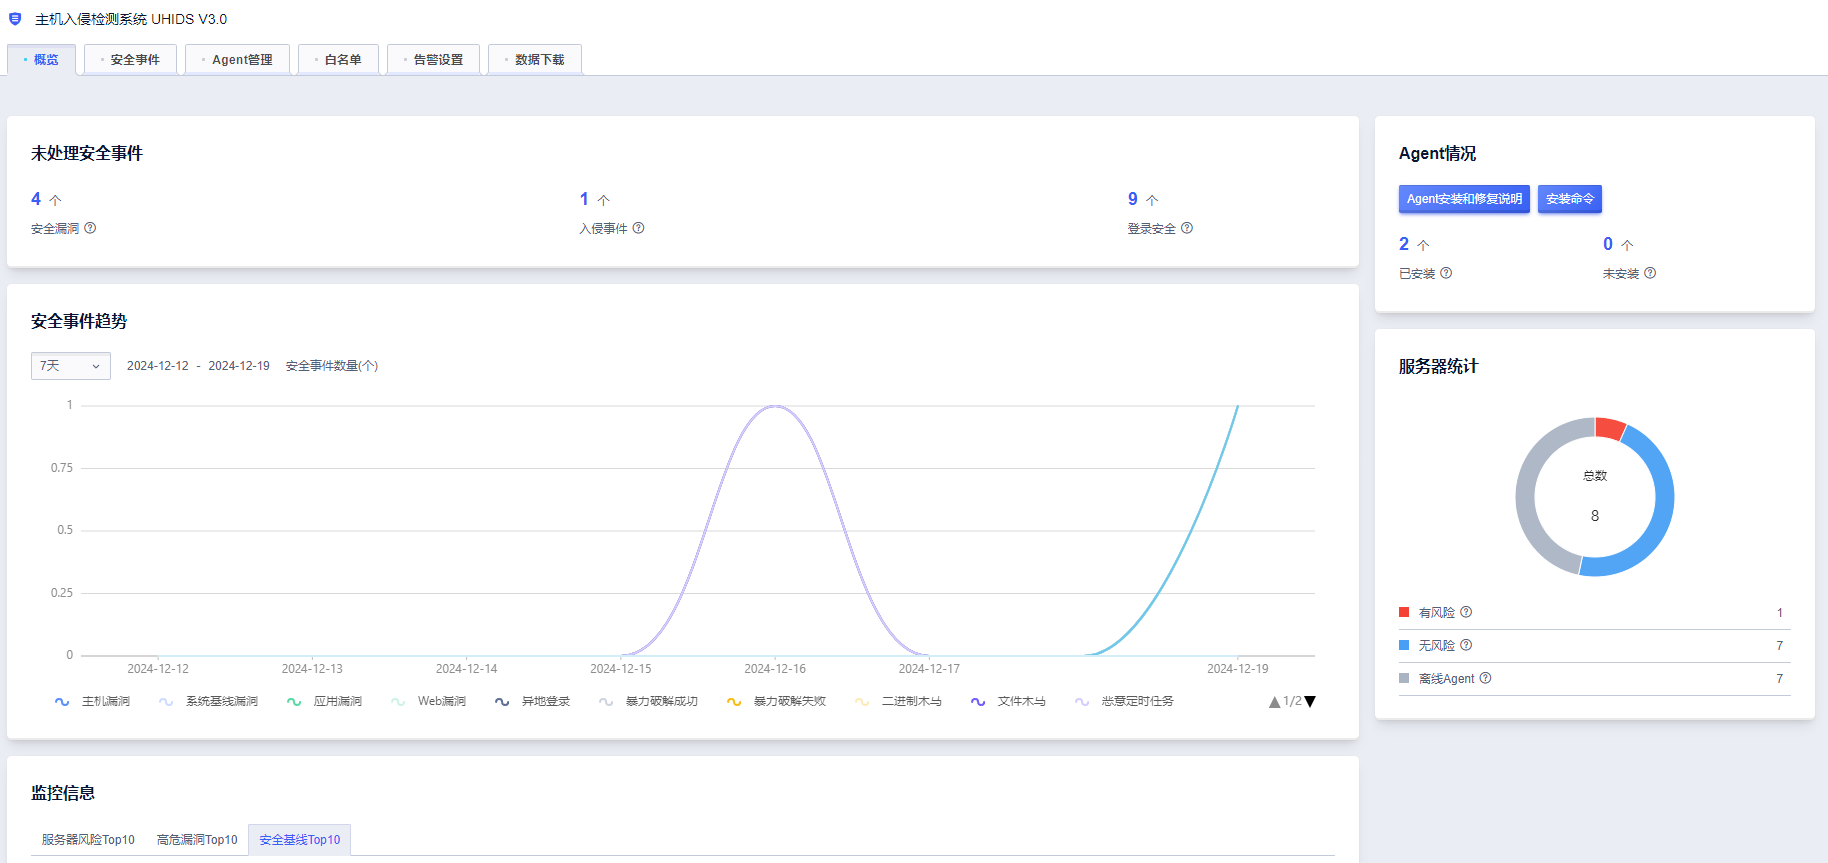 主机入侵检测系统 UHIDS V3.0
概览 安全事件 Agent管理 白名单 告警设置 数据下载
未处理安全事件
4 个 1 个 9 个
安全漏洞 入侵事件 登录安全
Agent情况
Agent安装和修复说明 安装命令
2 个 0 个
已安装 未安装
安全事件趋势
7天 2024-12-12 - 2024-12-19 安全事件数量(个)
1
0.75
0.5
0.25
0
2024-12-12 2024-12-13 2024-12-14 2024-12-15 2024-12-16 2024-12-17 2024-12-19
主机漏洞 系统基线漏洞 应用漏洞 Web漏洞 异地登录 暴力破解成功 暴力破解失败 二进制木马 文件木马 恶意定时任务 1/2
服务器统计
总数
8
有风险 1
无风险 7
离线Agent 7
监控信息
服务器风险Top10 高危漏洞Top10 安全基线Top10